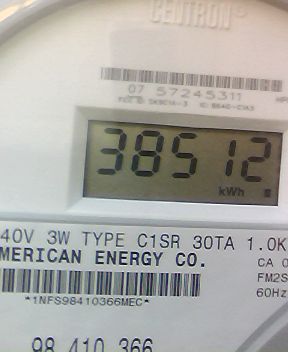 CENTRON®
07 57245311
38512
kWh
40V 3W TYPE C1SR 30TA 1.0K
MERICAN ENERGY CO.
CA 0
FM2S
60Hz
*1NFS98410366MEC*
98 410 366